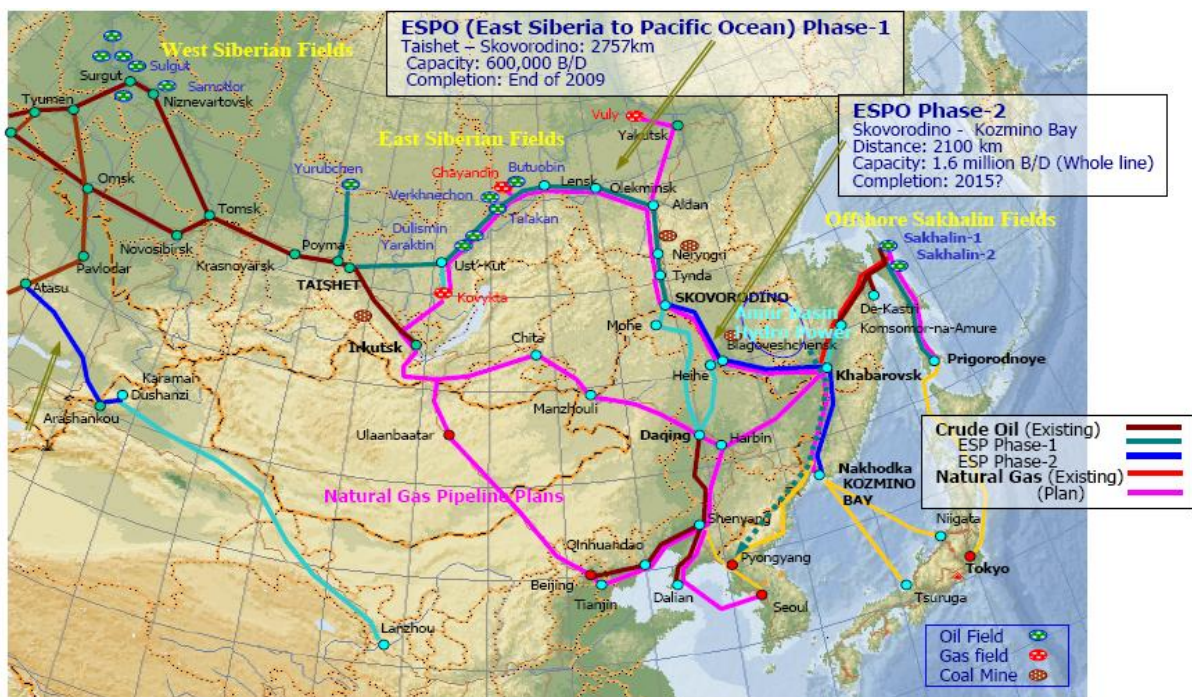 ESPO (East Siberia to Pacific Ocean) Phase-1
Taishet – Skovorodino: 2757km
Capacity: 600,000 B/D
Completion: End of 2009
ESPO Phase-2
Skovorodino - Kozmino Bay
Distance: 2100 km
Capacity: 1.6 million B/D (Whole line)
Completion: 2015?
West Siberian Fields
Surgut
Sulgut
Samotlor
Niznevartovsk
Tyumen
Omsk
Tomsk
Novosibirsk
Pavlodar
Atasu
Krasnoyarsk
Poyma
TAISHET
East Siberian Fields
Yurubchen
Chayandin
Butuobin
Verkhnechon
Talakan
Dulismin
Yaraktin
Lensk
Olekminsk
Vuly
Yakutsk
Aldan
Neryngri
Tynda
SKOVORODINO
Ust'-Kut
Kovykta
Irkutsk
Chita
Mohe
Amur Basin
Hydro Power
Blagoveshchensk
Heihe
Offshore Sakhalin Fields
Sakhalin-1
Sakhalin-2
De-Kastri
Komsomor-na-Amure
Khabarovsk
Prigorodnoye
Karamai
Dushanzi
Arashankou
Ulaanbaatar
Manzhouli
Daqing
Harbin
Natural Gas Pipeline Plans
Nakhodka
KOZMINO
BAY
Crude Oil (Existing)
ESP Phase-1
ESP Phase-2
Natural Gas (Existing)
(Plan)
Shenyang
Qinhuandao
Beijing
Tianjin
Dalian
Pyongyang
Seoul
Niigata
Tokyo
Tsuruga
Lanzhou
Oil Field
Gas field
Coal Mine